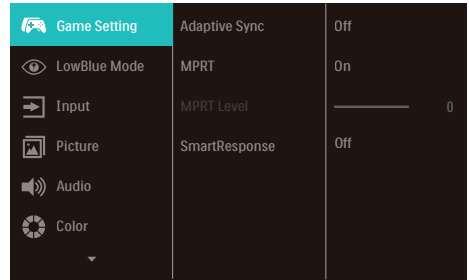 Game Setting
Adaptive Sync
Off
LowBlue Mode
MPRT
On
Input
MPRT Level
0
Picture
SmartResponse
Off
Audio
Color